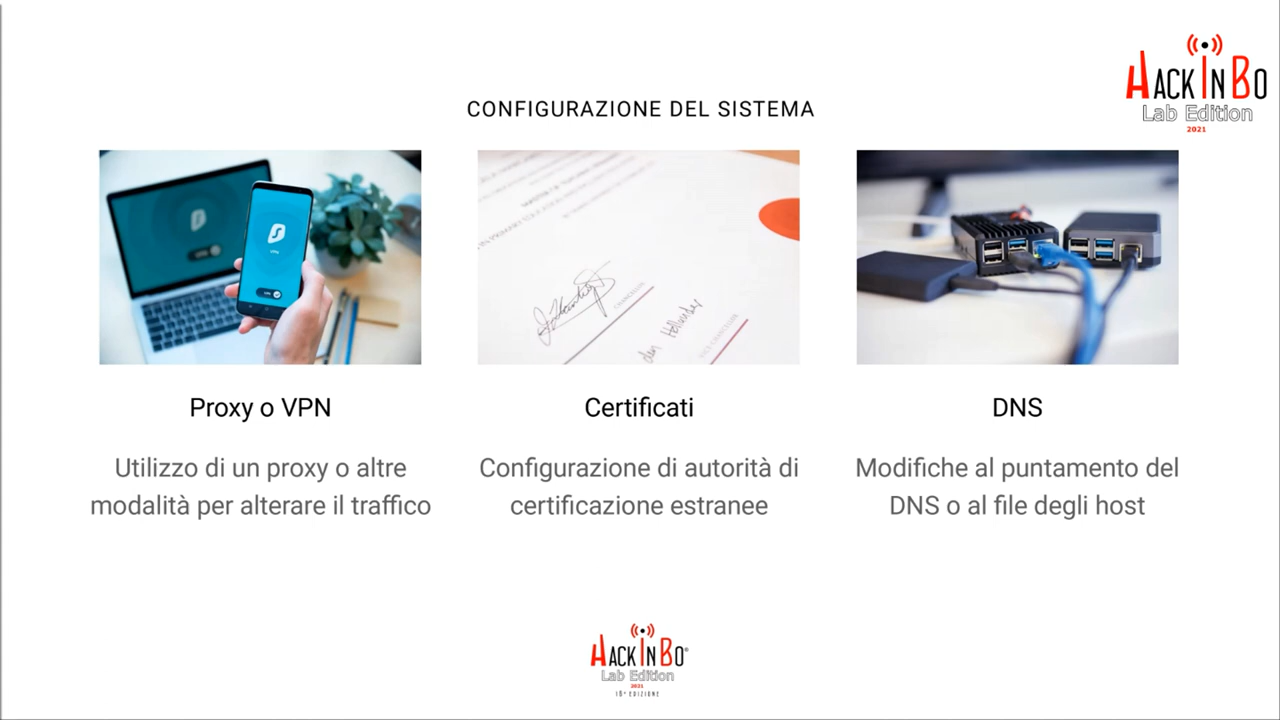 HACK IN BO
Lab Edition
2021
CONFIGURAZIONE DEL SISTEMA
Proxy o VPN
Certificati
DNS
Utilizzo di un proxy o altre
modalità per alterare il traffico
Configurazione di autorità di
certificazione estranee
Modifiche al puntamento del
DNS o al file degli host
HACK IN BO®
Lab Edition
2021
16ª EDIZIONE